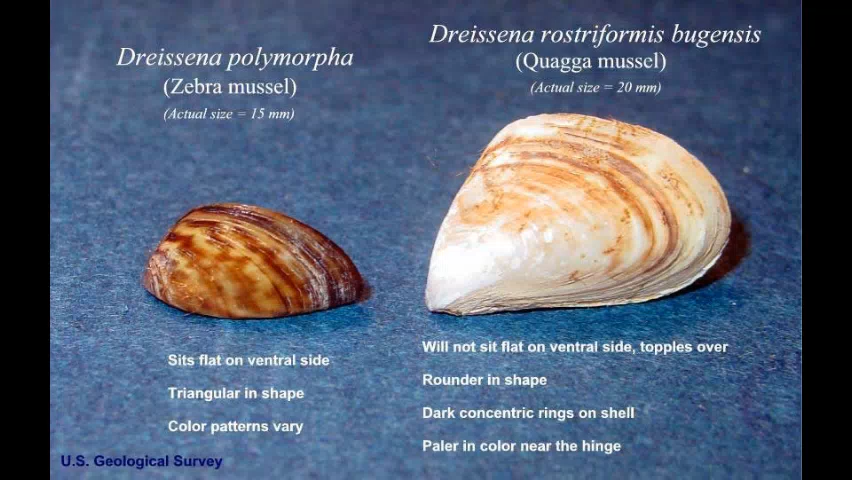 Dreissena polymorpha
(Zebra mussel)
(Actual size = 15 mm)
Dreissena rostriformis bugensis
(Quagga mussel)
(Actual size = 20 mm)
Sits flat on ventral side
Triangular in shape
Color patterns vary
Will not sit flat on ventral side, topples over
Rounder in shape
Dark concentric rings on shell
Paler in color near the hinge
U.S. Geological Survey